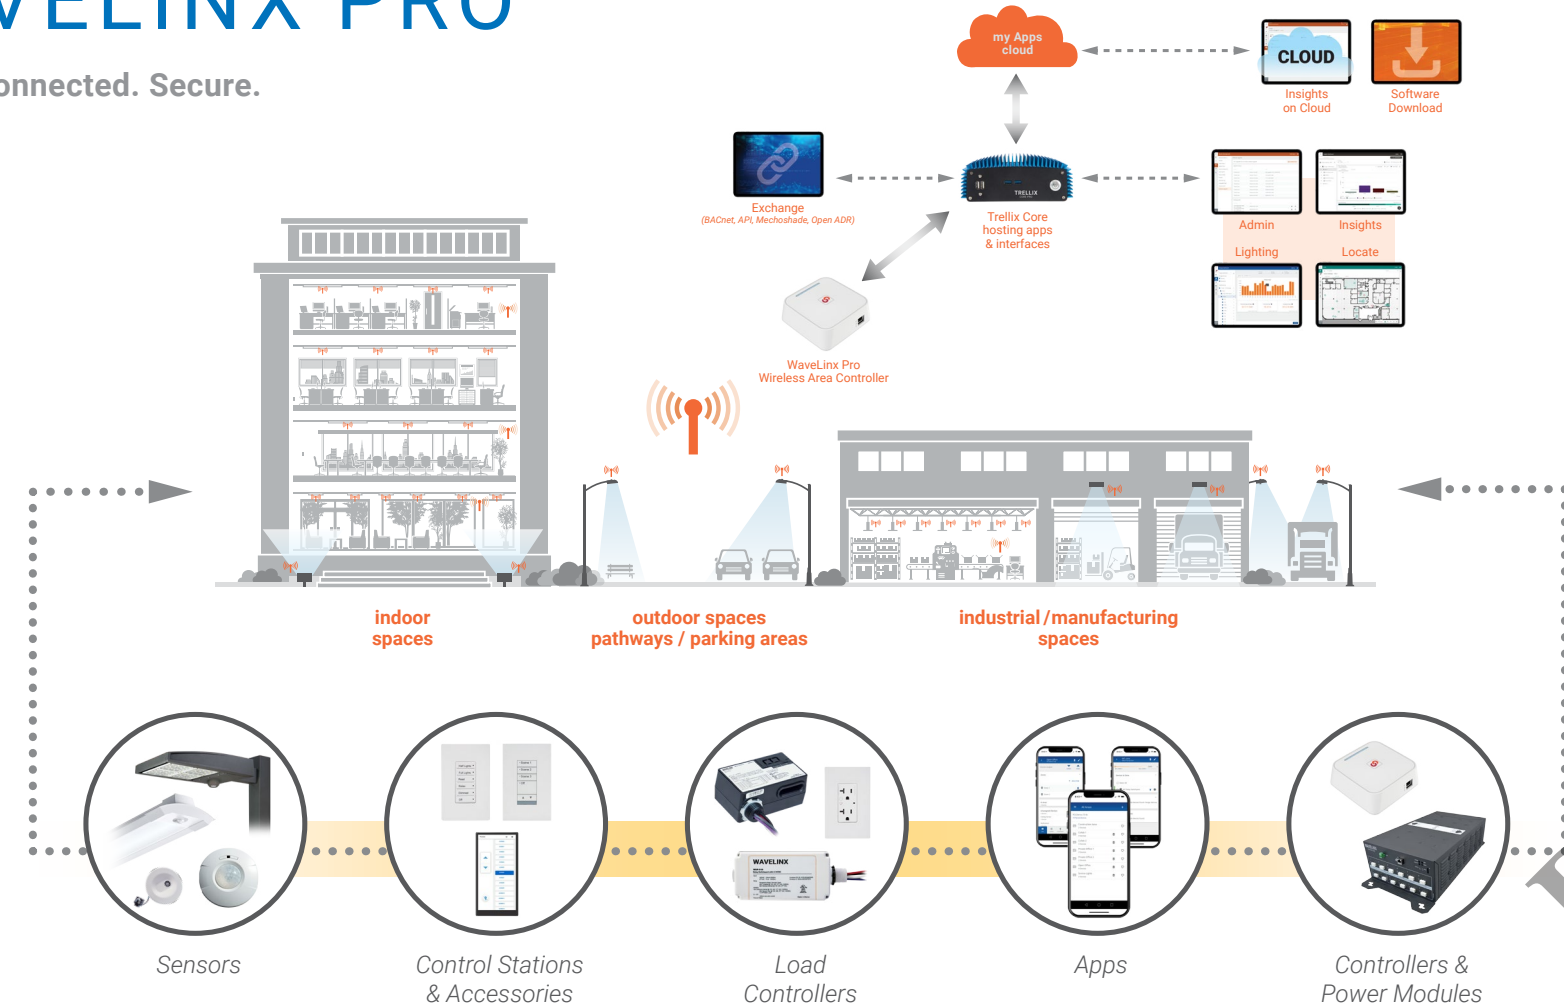 VELINX PRO
onnected. Secure.
my Apps
cloud
CLOUD
Insights
on Cloud
Software
Download
Exchange
(BACnet, API, Mechoshade, Open ADR)
TRELLIX
Trellix Core
hosting apps
& interfaces
Admin
Insights
Lighting
Locate
WaveLinx Pro
Wireless Area Controller
indoor
spaces
outdoor spaces
pathways / parking areas
industrial/manufacturing
spaces
WAVELINX
Sensors
Control Stations
& Accessories
Load
Controllers
Apps
Controllers &
Power Modules